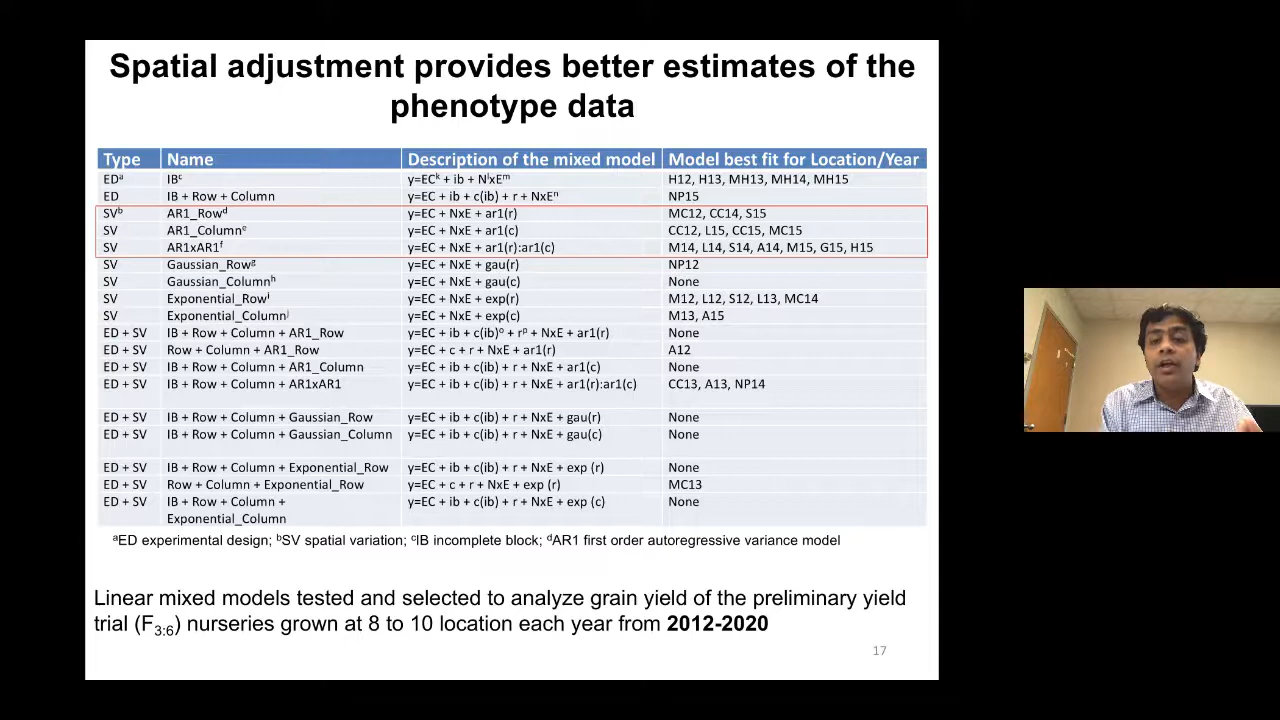 Spatial adjustment provides better estimates of the
phenotype data
Type Name Description of the mixed model Model best fit for Location/Year
EDᵃ IBᶜ y=ECᵏ + ib + NˡxEᵐ H12, H13, MH13, MH14, MH15
ED IB + Row + Column y=EC + ib + c(ib) + r + NxEⁿ NP15
SVᵇ AR1_Rowᵈ y=EC + NxE + ar1(r) MC12, CC14, S15
SV AR1_Columnᵉ y=EC + NxE + ar1(c) CC12, L15, CC15, MC15
SV AR1xAR1ᶠ y=EC + NxE + ar1(r):ar1(c) M14, L14, S14, A14, M15, G15, H15
SV Gaussian_Rowᵍ y=EC + NxE + gau(r) NP12
SV Gaussian_Columnʰ y=EC + NxE + gau(c) None
SV Exponential_Rowⁱ y=EC + NxE + exp(r) M12, L12, S12, L13, MC14
SV Exponential_Columnʲ y=EC + NxE + exp(c) M13, A15
ED + SV IB + Row + Column + AR1_Row y=EC + ib + c(ib)ᵒ + rᵖ + NxE + ar1(r) None
ED + SV Row + Column + AR1_Row y=EC + c + r + NxE + ar1(r) A12
ED + SV IB + Row + Column + AR1_Column y=EC + ib + c(ib) + r + NxE + ar1(c) None
ED + SV IB + Row + Column + AR1xAR1 y=EC + ib + c(ib) + r + NxE + ar1(r):ar1(c) CC13, A13, NP14
ED + SV IB + Row + Column + Gaussian_Row y=EC + ib + c(ib) + r + NxE + gau(r) None
ED + SV IB + Row + Column + Gaussian_Column y=EC + ib + c(ib) + r + NxE + gau(c) None
ED + SV IB + Row + Column + Exponential_Row y=EC + ib + c(ib) + r + NxE + exp (r) None
ED + SV Row + Column + Exponential_Row y=EC + c + r + NxE + exp (r) MC13
ED + SV IB + Row + Column + y=EC + ib + c(ib) + r + NxE + exp (c) None
Exponential_Column
ᵃED experimental design; ᵇSV spatial variation; ᶜIB incomplete block; ᵈAR1 first order autoregressive variance model
Linear mixed models tested and selected to analyze grain yield of the preliminary yield
trial (F₃:₆) nurseries grown at 8 to 10 location each year from 2012-2020
17